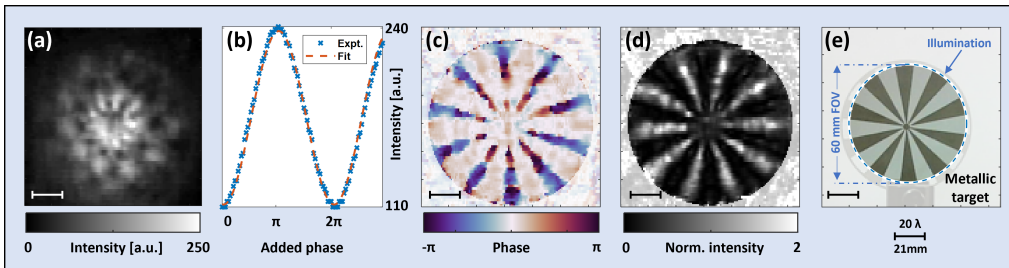 (a)
0
Intensity [a.u.]
250
(b)
Expt.
Fit
0
π
2π
Added phase
240
110
Intensity [a.u.]
(c)
-π
Phase
π
(d)
0
Norm. intensity
2
(e)
Illumination
60 mm FOV
Metallic
target
20 λ
21mm